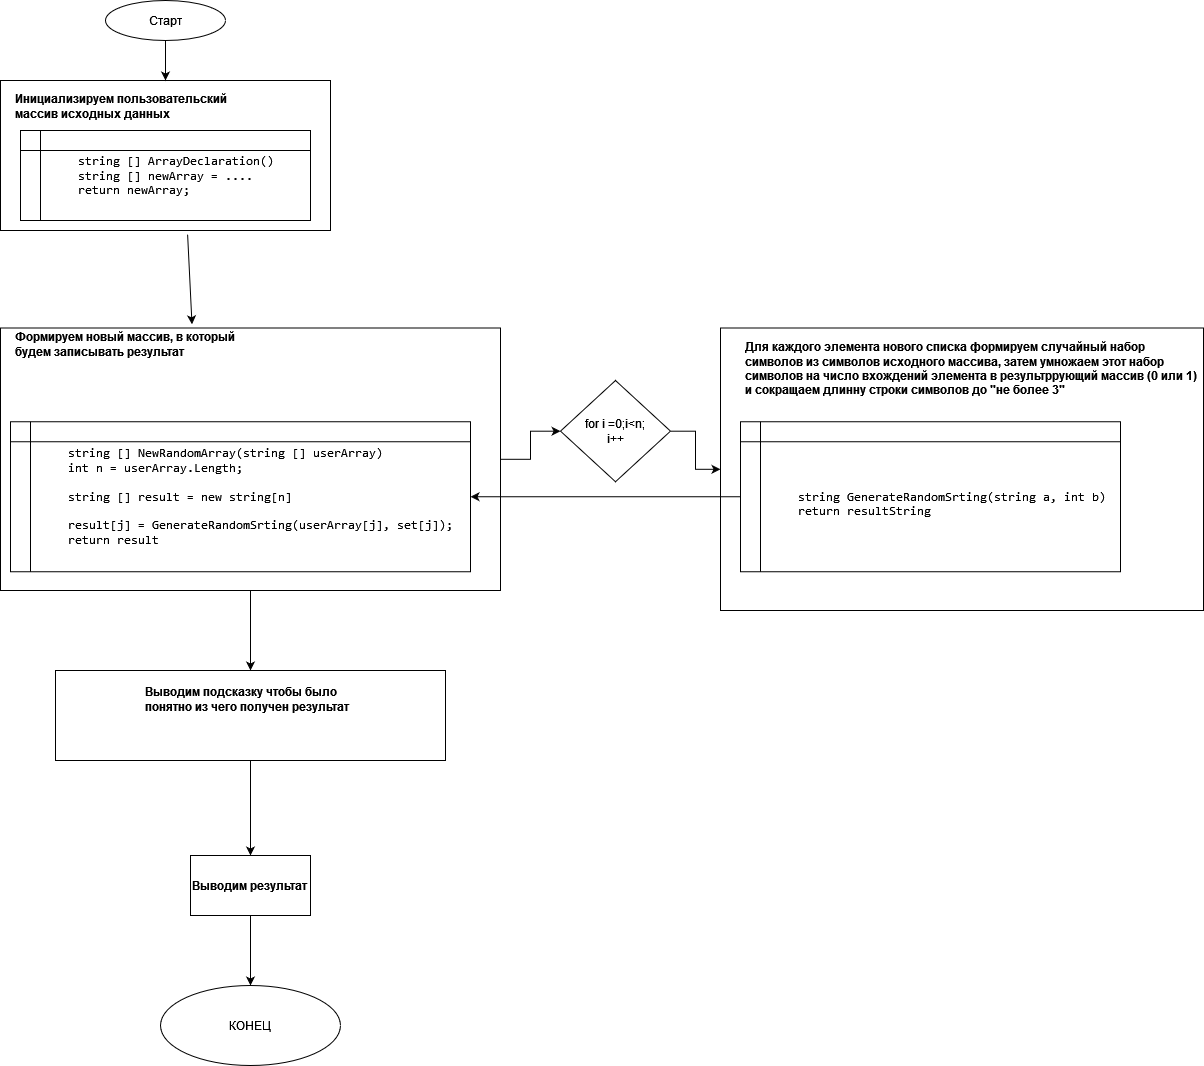 Старт
Инициализируем пользовательский
массив исходных данных
string [] ArrayDeclaration()
string [] newArray = ....
return newArray;
Формируем новый массив, в который
будем записывать результат
string [] NewRandomArray(string [] userArray)
int n = userArray.Length;
string [] result = new string[n]
result[j] = GenerateRandomSrting(userArray[j], set[j]);
return result
for i =0;i<n;
i++
Для каждого элемента нового списка формируем случайный набор
символов из символов исходного массива, затем умножаем этот набор
символов на число вхождений элемента в результррующий массив (0 или 1)
и сокращаем длинну строки символов до "не более 3"
string GenerateRandomSrting(string a, int b)
return resultString
Выводим подсказку чтобы было
понятно из чего получен результат
Выводим результат
КОНЕЦ